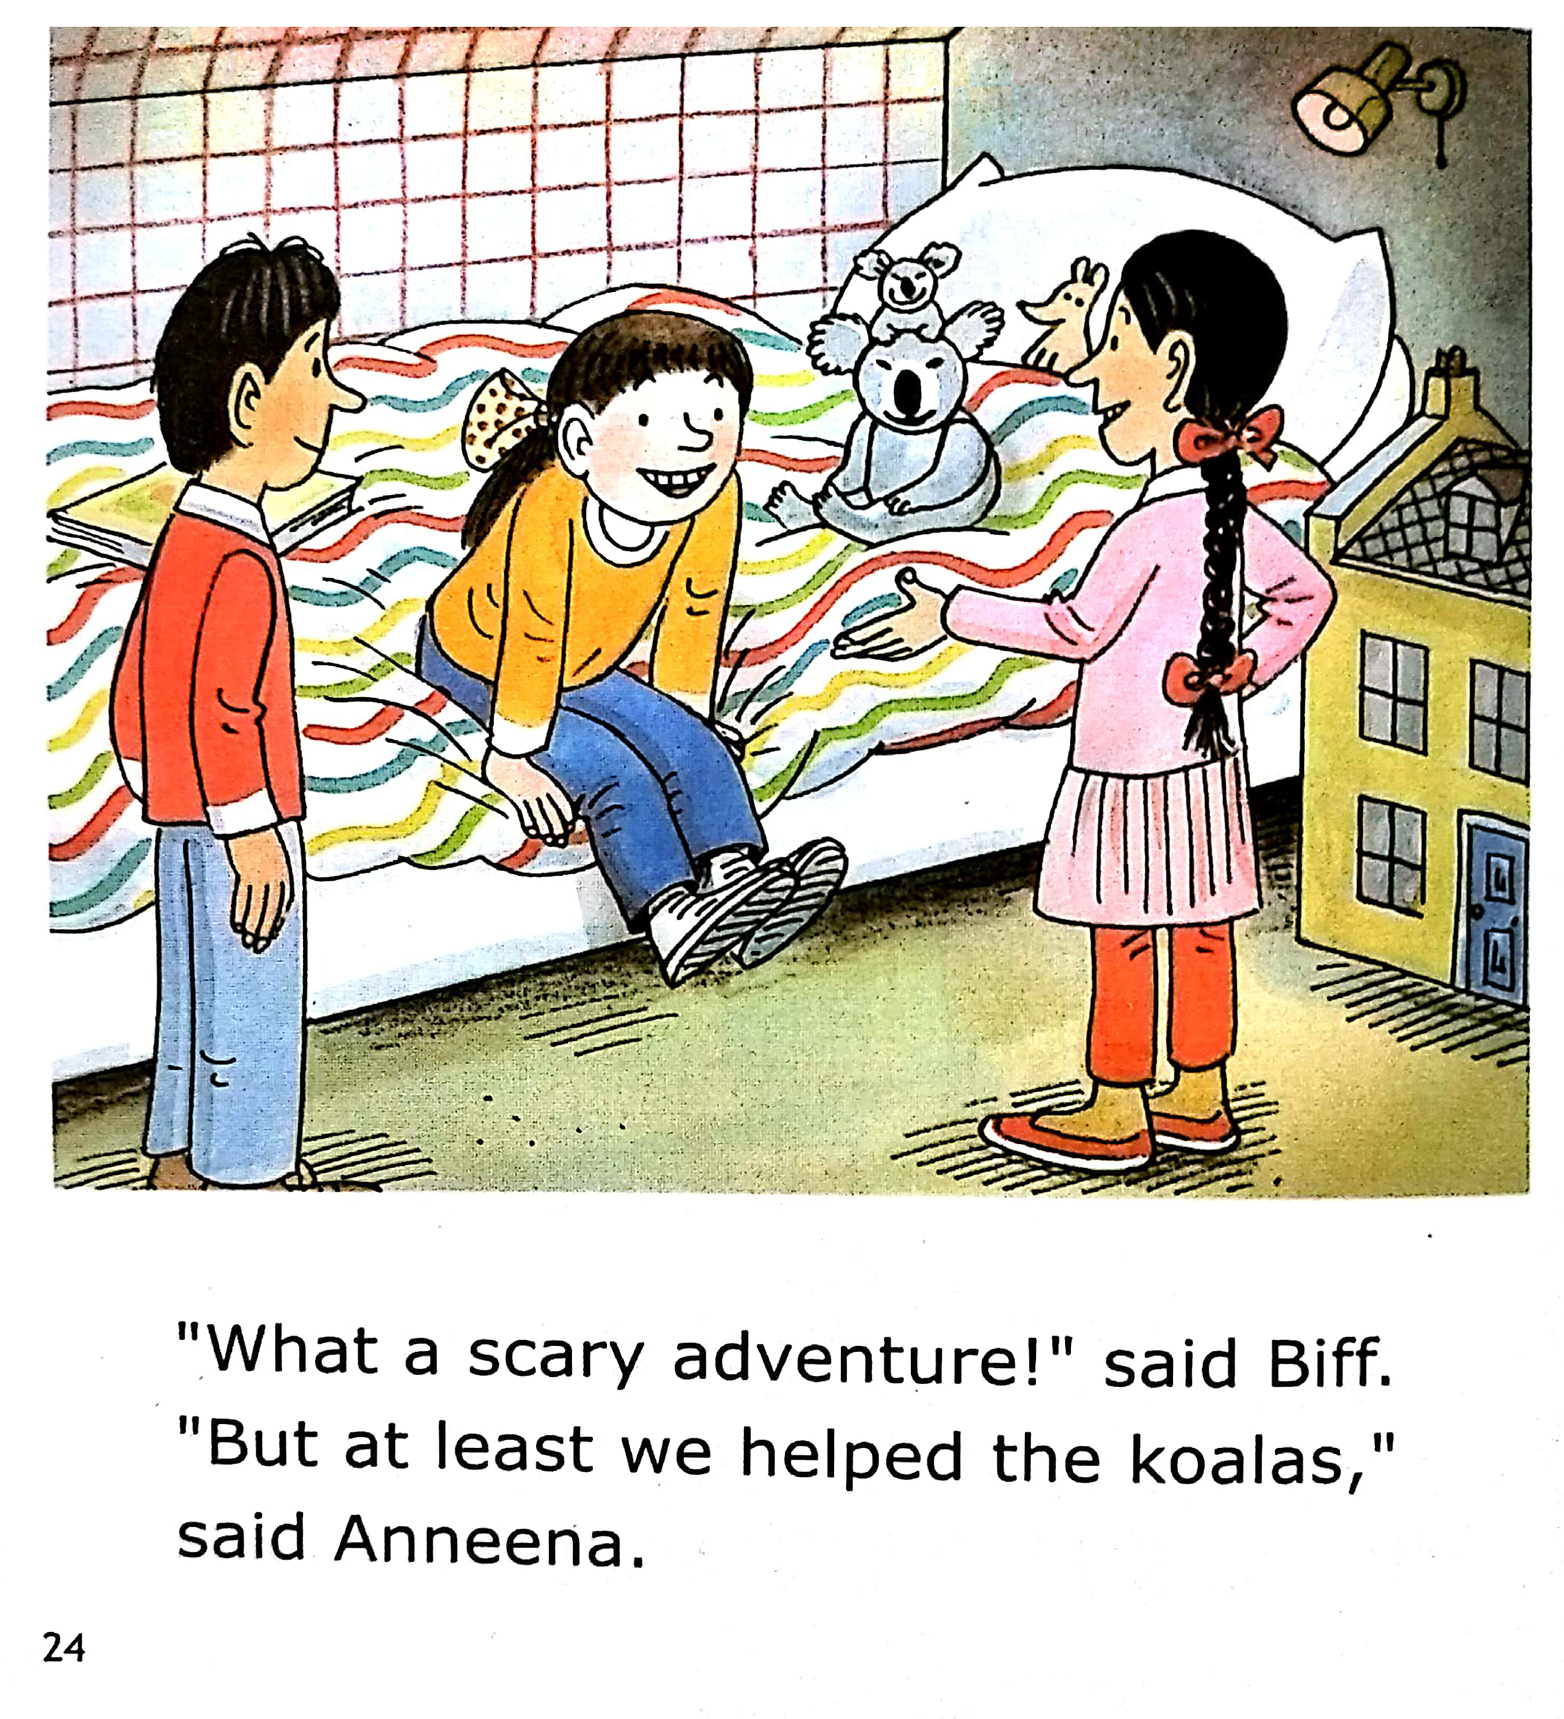 "What a scary adventure!" said Biff.
"But at least we helped the koalas,"
said Anneena.
24